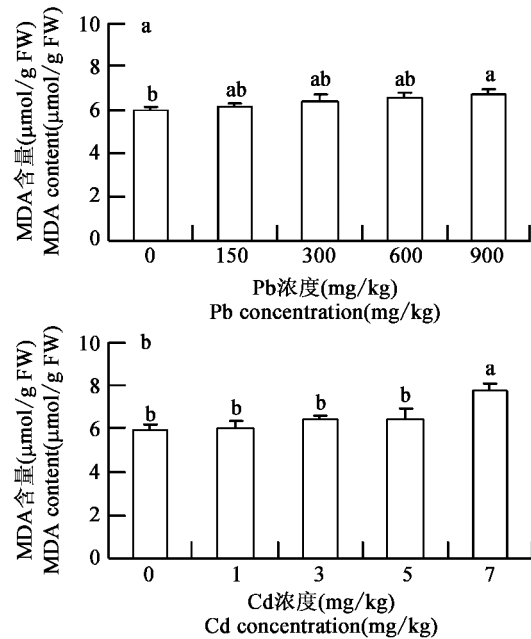 MDA含量(μmol/g FW)
MDA content(μmol/g FW)
10
8
6
4
2
0
a
b
ab
ab
ab
a
0 150 300 600 900
Pb浓度(mg/kg)
Pb concentration(mg/kg)
MDA含量(μmol/g FW)
MDA content(μmol/g FW)
10
8
6
4
2
0
b
b
b
b
b
a
0 1 3 5 7
Cd浓度(mg/kg)
Cd concentration(mg/kg)